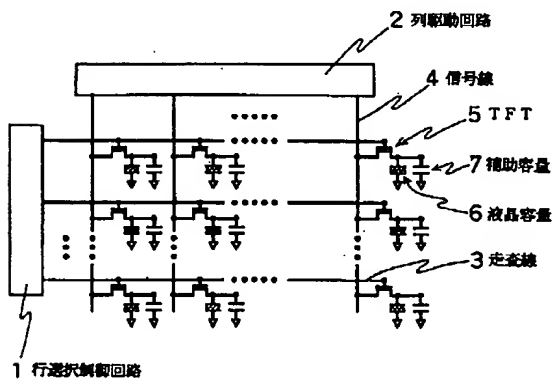 2 列駆動回路
4 信号線
5 TFT
7 補助容量
6 液晶容量
3 走査線
1 行選択制御回路